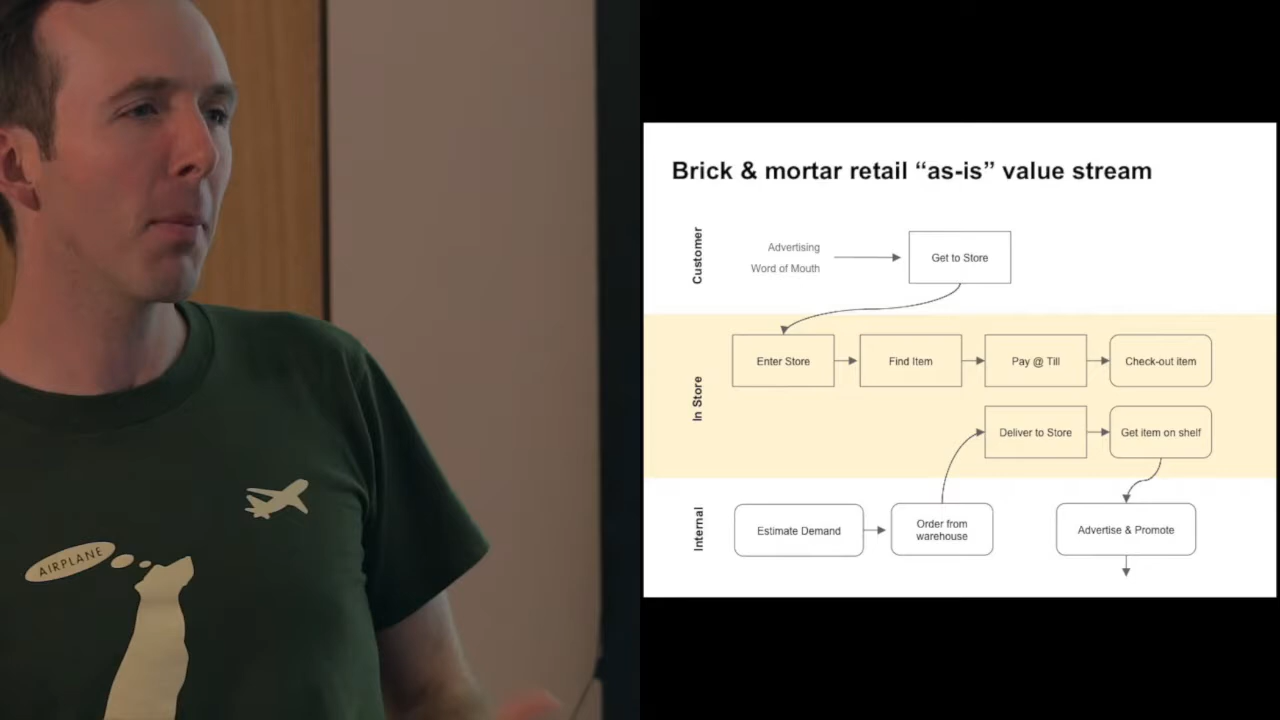 AIRPLANE
Brick & mortar retail “as-is” value stream
Customer
Advertising
Word of Mouth
Get to Store
In Store
Enter Store
Find Item
Pay @ Till
Check-out item
Deliver to Store
Get item on shelf
Internal
Estimate Demand
Order from
warehouse
Advertise & Promote